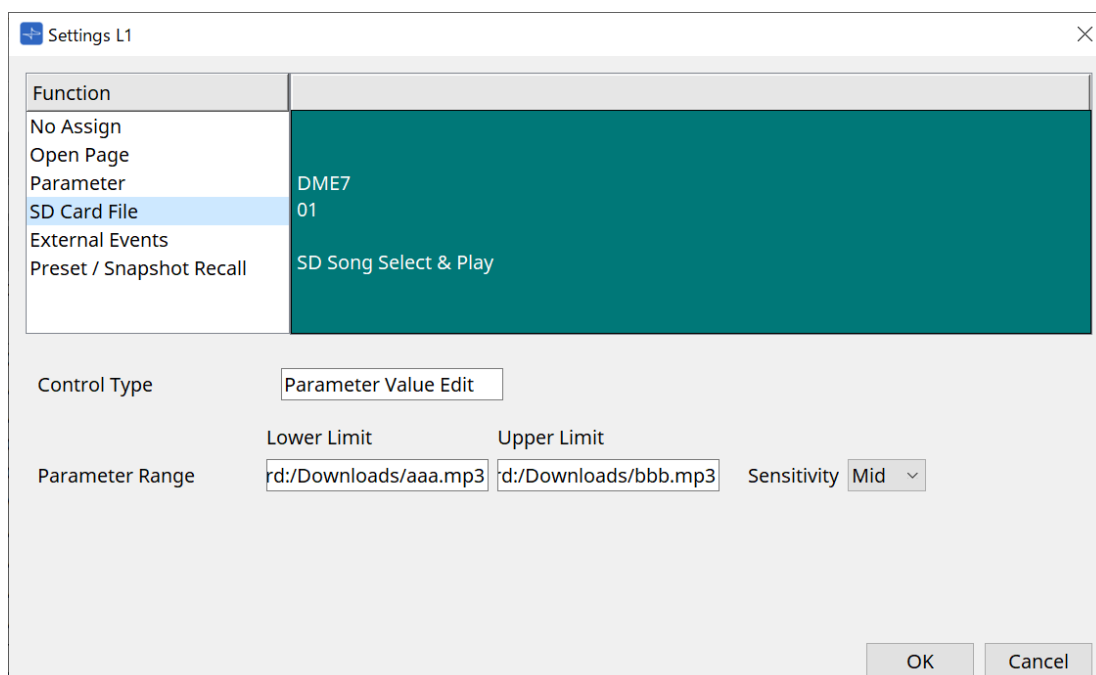 Settings L1
Function
No Assign
Open Page
Parameter
SD Card File
External Events
Preset / Snapshot Recall
DME7
01
SD Song Select & Play
Control Type
Parameter Value Edit
Lower Limit
Upper Limit
Parameter Range
rd:/Downloads/aaa.mp3
rd:/Downloads/bbb.mp3
Sensitivity
Mid
OK
Cancel